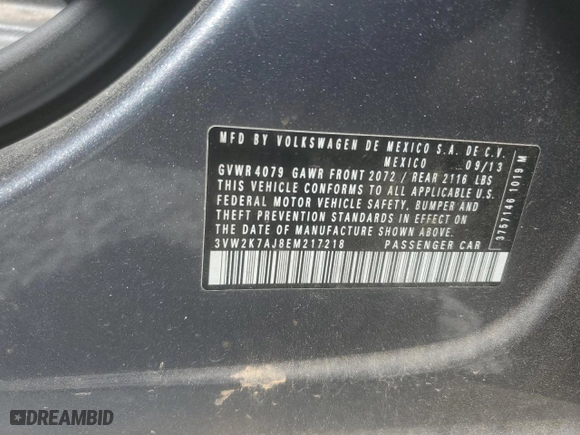 MFD BY VOLKSWAGEN DE MEXICO S.A. DE C.V.
MEXICO 09/13
GVWR 4079 GAWR FRONT 2072 / REAR 2116 LBS
THIS VEHICLE CONFORMS TO ALL APPLICABLE U.S.
FEDERAL MOTOR VEHICLE SAFETY, BUMPER AND
THEFT PREVENTION STANDARDS IN EFFECT ON
THE DATE OF MANUFACTURE SHOWN ABOVE.
3VW2K7AJ8EM217218 PASSENGER CAR
3757146 1019 M
DREAMBID